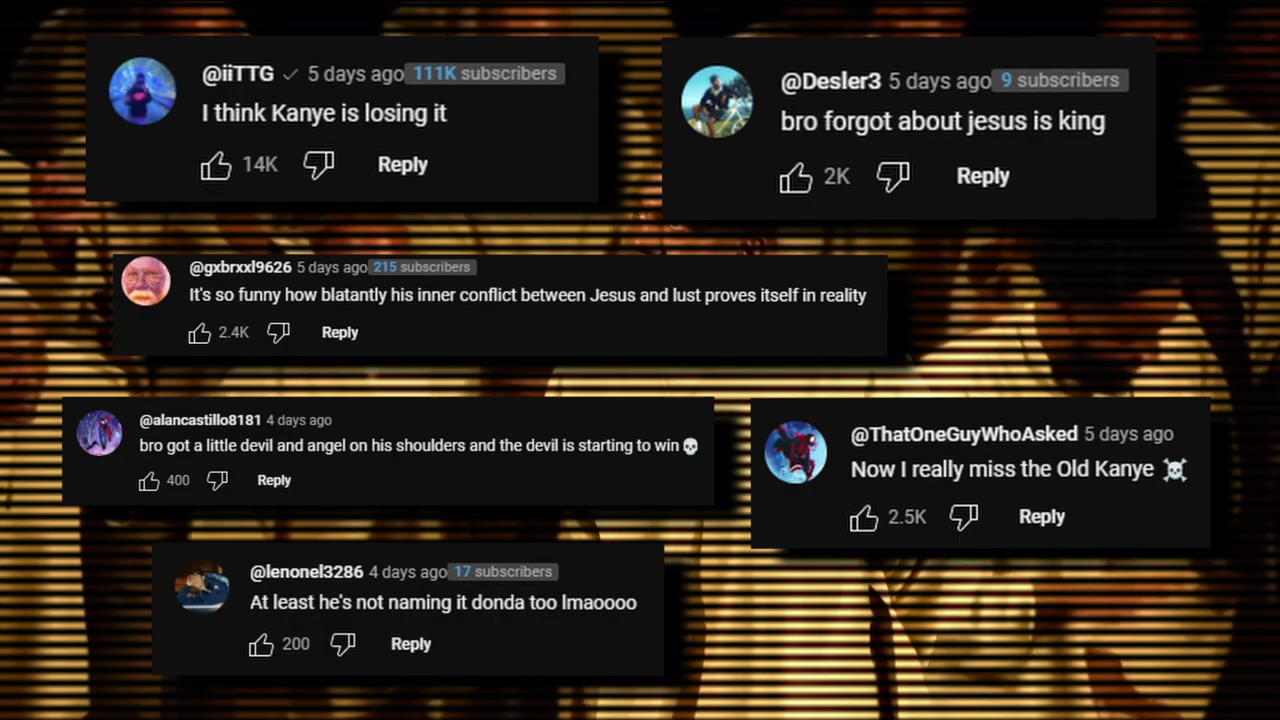 @iiTTG ✓ 5 days ago 111K subscribers
I think Kanye is losing it
14K Reply
@Desler3 5 days ago 9 subscribers
bro forgot about jesus is king
2K Reply
@gxbrxxl9626 5 days ago 215 subscribers
It's so funny how blatantly his inner conflict between Jesus and lust proves itself in reality
2.4K Reply
@alancastillo8181 4 days ago
bro got a little devil and angel on his shoulders and the devil is starting to win 💀
400 Reply
@ThatOneGuyWhoAsked 5 days ago
Now I really miss the Old Kanye ☠️
2.5K Reply
@lenonel3286 4 days ago 17 subscribers
At least he's not naming it donda too lmaoooo
200 Reply